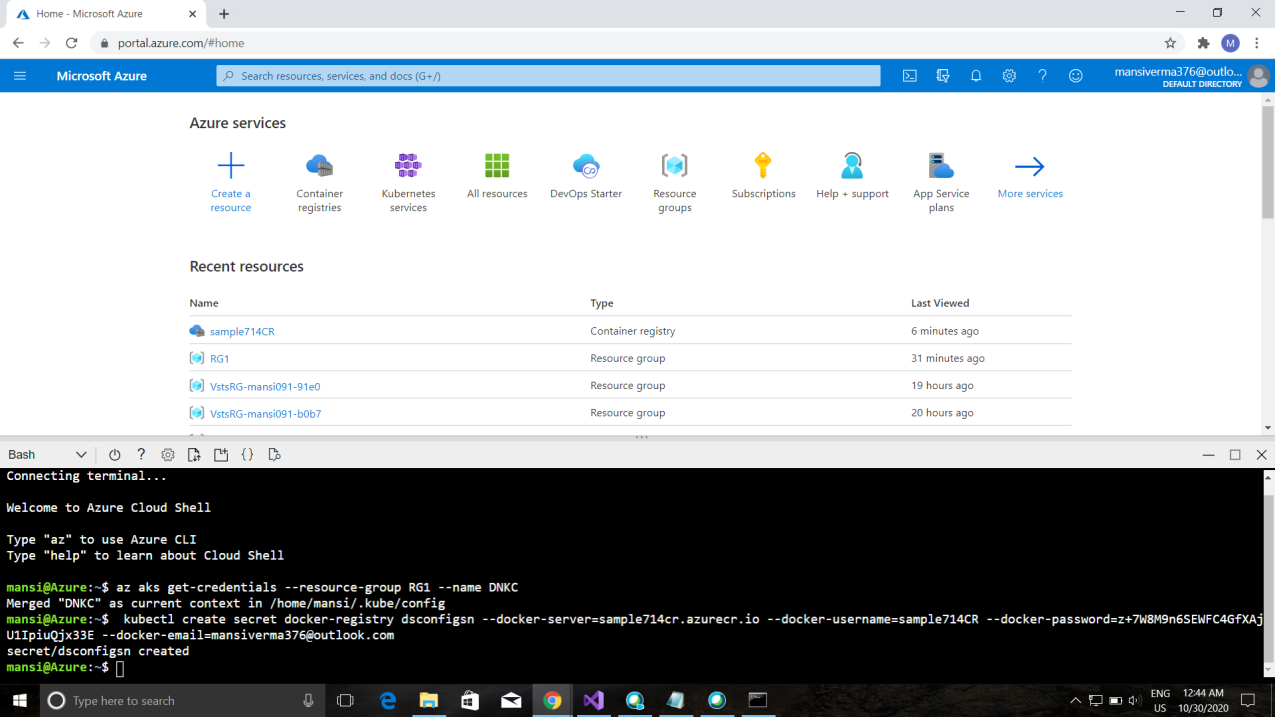 Home - Microsoft Azure
portal.azure.com/#home
M
Microsoft Azure
Search resources, services, and docs (G+/)
mansiverma376@outlo...
DEFAULT DIRECTORY
Azure services
Create a resource
Container registries
Kubernetes services
All resources
DevOps Starter
Resource groups
Subscriptions
Help + support
App Service plans
More services
Recent resources
Name Type Last Viewed
sample714CR Container registry 6 minutes ago
RG1 Resource group 31 minutes ago
VstsRG-mansi091-91e0 Resource group 19 hours ago
VstsRG-mansi091-b0b7 Resource group 20 hours ago
Bash
Connecting terminal...
Welcome to Azure Cloud Shell
Type "az" to use Azure CLI
Type "help" to learn about Cloud Shell
mansi@Azure:~$ az aks get-credentials --resource-group RG1 --name DNKC
Merged "DNKC" as current context in /home/mansi/.kube/config
mansi@Azure:~$ kubectl create secret docker-registry dsconfigsn --docker-server=sample714cr.azurecr.io --docker-username=sample714CR --docker-password=z+7W8M9n6SEWFC4GfXAj
U1IpiuQjx33E --docker-email=mansiverma376@outlook.com
secret/dsconfigsn created
mansi@Azure:~$
Type here to search
ENG
US
12:44 AM
10/30/2020